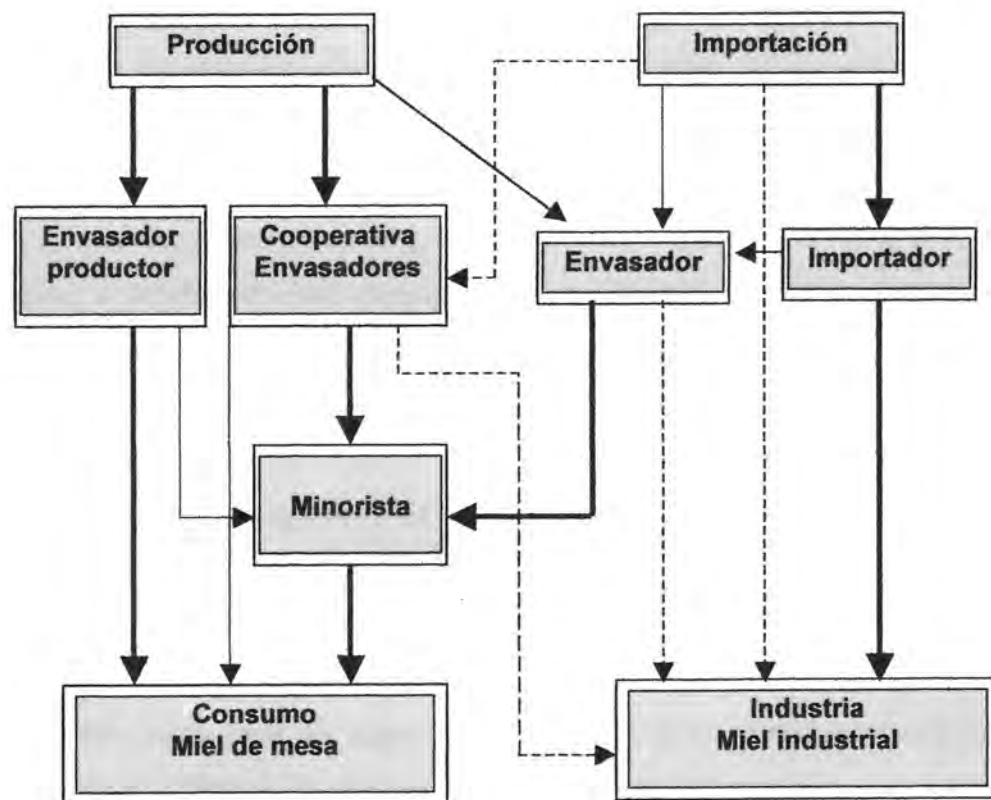 Producción
Importación
Envasador
productor
Cooperativa
Envasadores
Envasador
Importador
Minorista
Consumo
Miel de mesa
Industria
Miel industrial